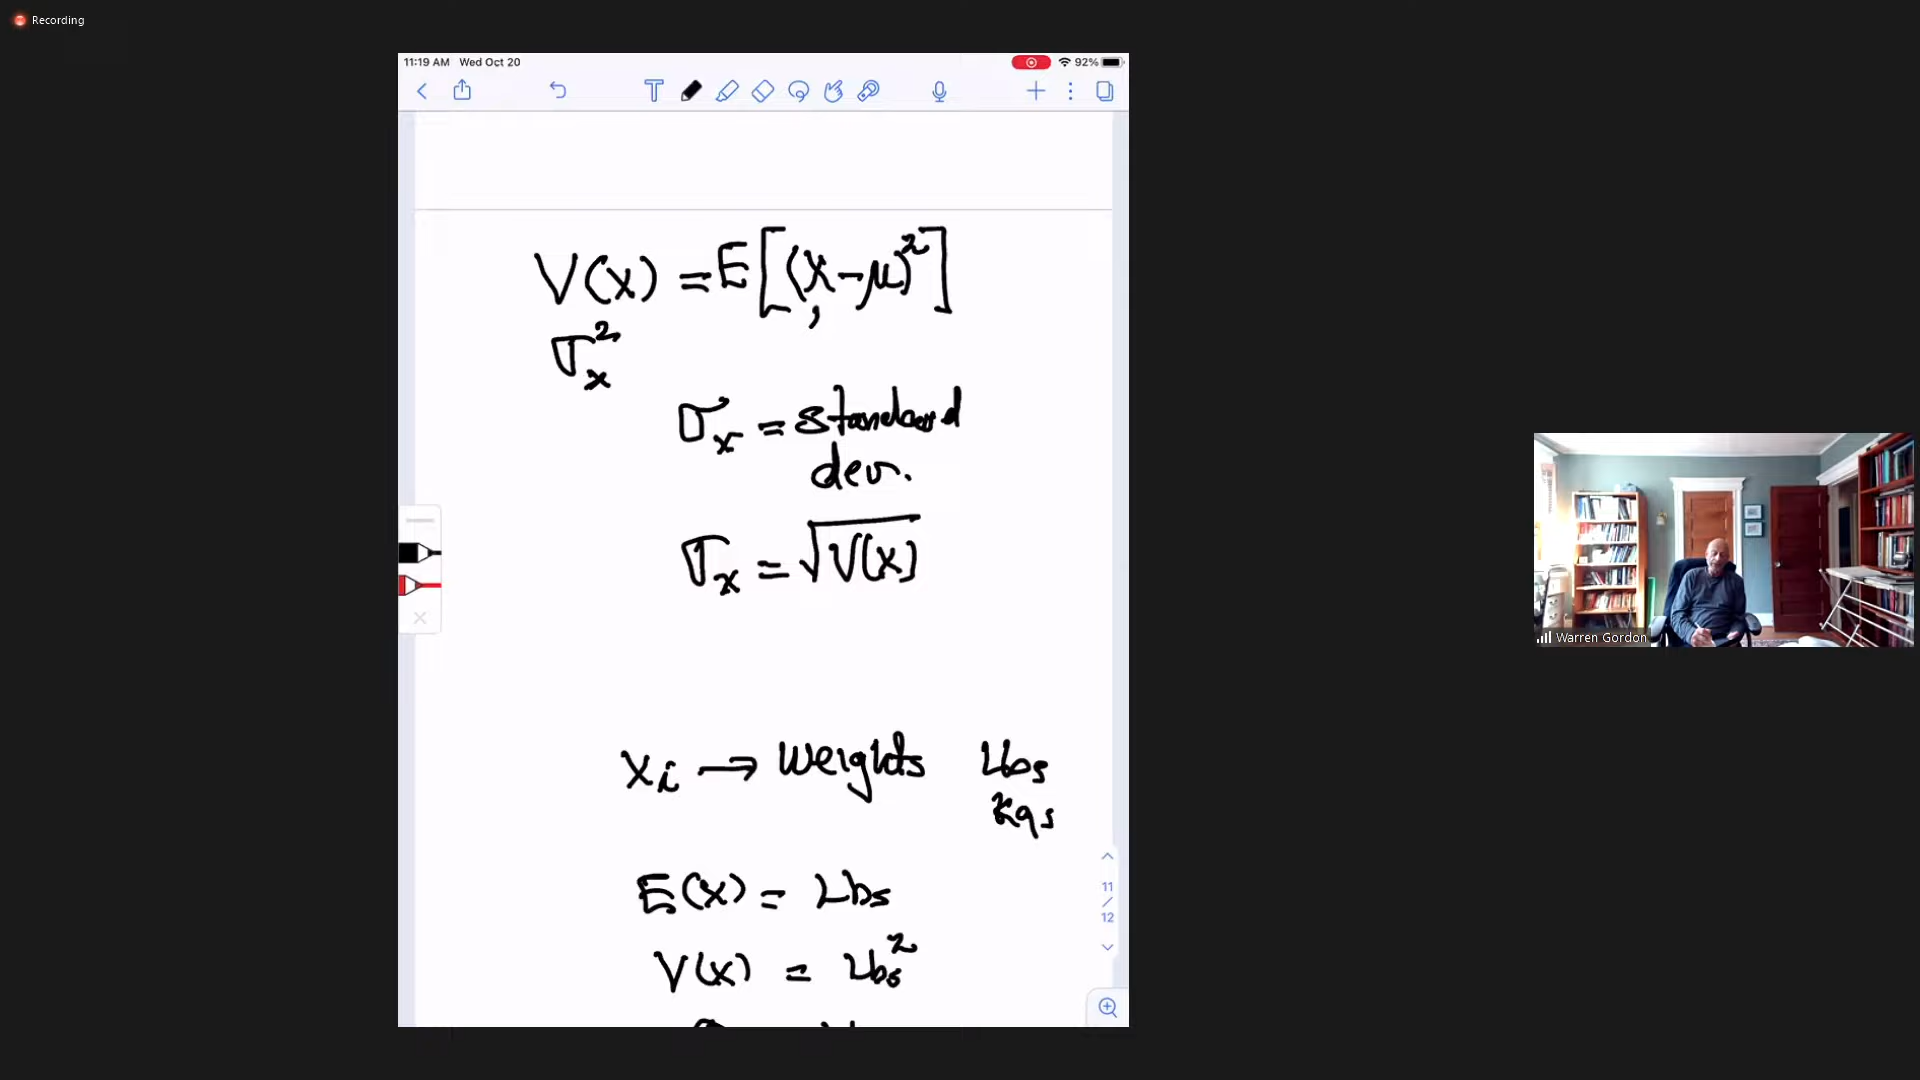 Recording
11:19 AM Wed Oct 20
92%
T
V(x) = E[(x-μ)²]
σ²x
σx = standard
dev.
σx = √V(x)
xi → weights Lbs
Kgs
E(x) = Lbs
V(x) = Lbs²
11
/
12
Warren Gordon